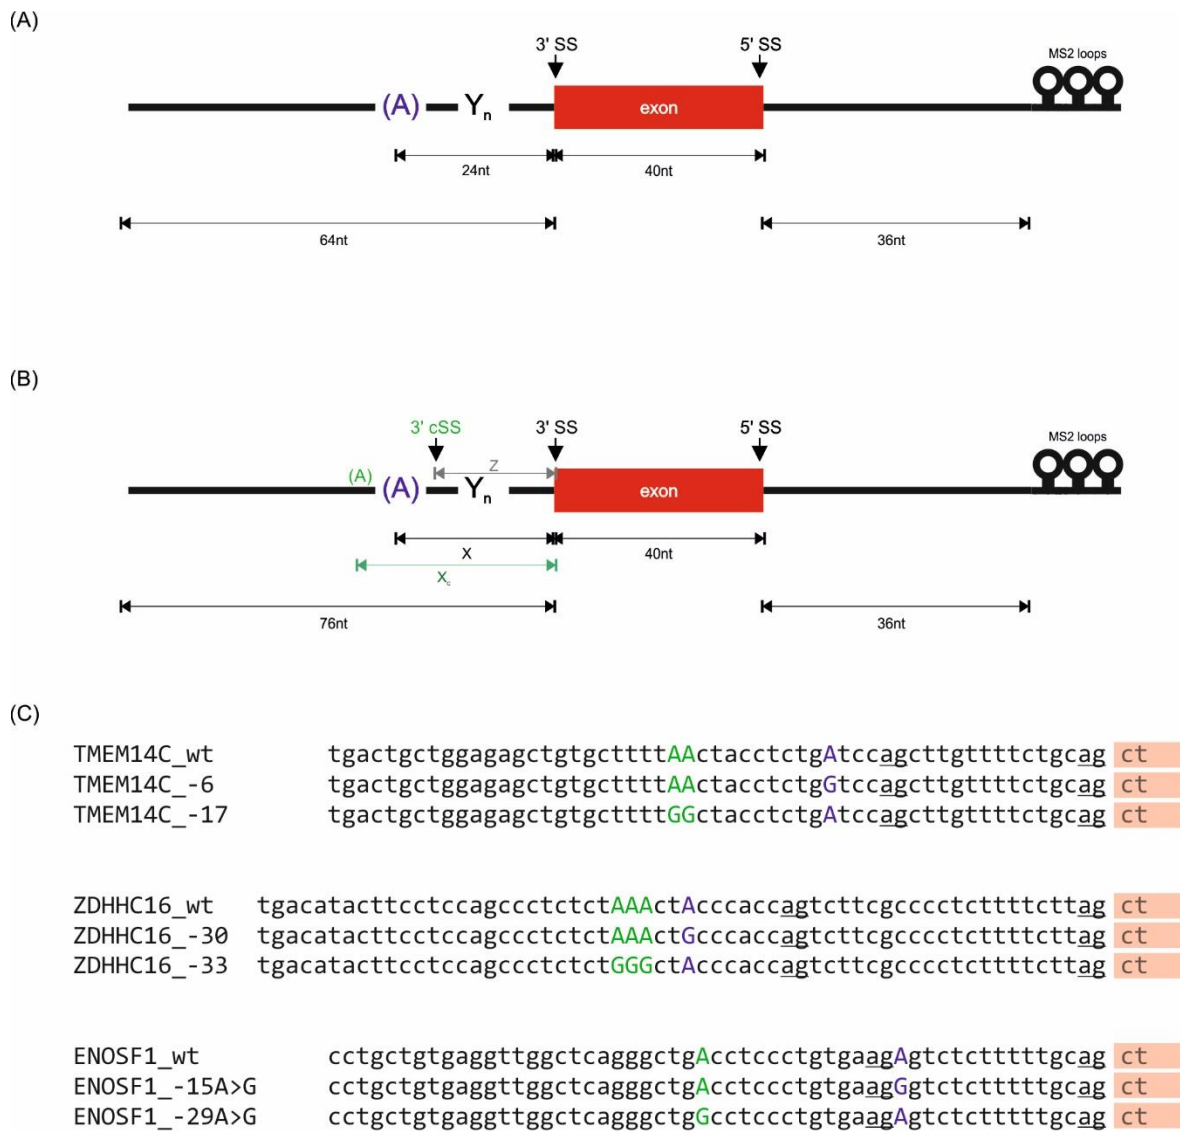 (A)
3' SS
5' SS
MS2 loops
(A)
Yn
exon
24nt
40nt
64nt
36nt
(B)
3' cSS
3' SS
5' SS
MS2 loops
Z
(A)
(A)
Yn
exon
X
40nt
Xc
76nt
36nt
(C)
TMEM14C_wt tgactgctggagagctgtgcttttAActacctctgAtccagcttgttttctgcag ct
TMEM14C_-6 tgactgctggagagctgtgcttttAActacctctgGtccagcttgttttctgcag ct
TMEM14C_-17 tgactgctggagagctgtgcttttGGctacctctgAtccagcttgttttctgcag ct
ZDHHC16_wt tgacatacttcctccagccctctctAAActAcccaccagtcttcgcccctcttttcttag ct
ZDHHC16_-30 tgacatacttcctccagccctctctAAActGcccaccagtcttcgcccctcttttcttag ct
ZDHHC16_-33 tgacatacttcctccagccctctctGGGctAcccaccagtcttcgcccctcttttcttag ct
ENOSF1_wt cctgctgtgaggttggctcagggctgAcctccctgtgaagAgtctctttttgcag ct
ENOSF1_-15A>G cctgctgtgaggttggctcagggctgAcctccctgtgaagGgtctctttttgcag ct
ENOSF1_-29A>G cctgctgtgaggttggctcagggctgGcctccctgtgaagAgtctctttttgcag ct